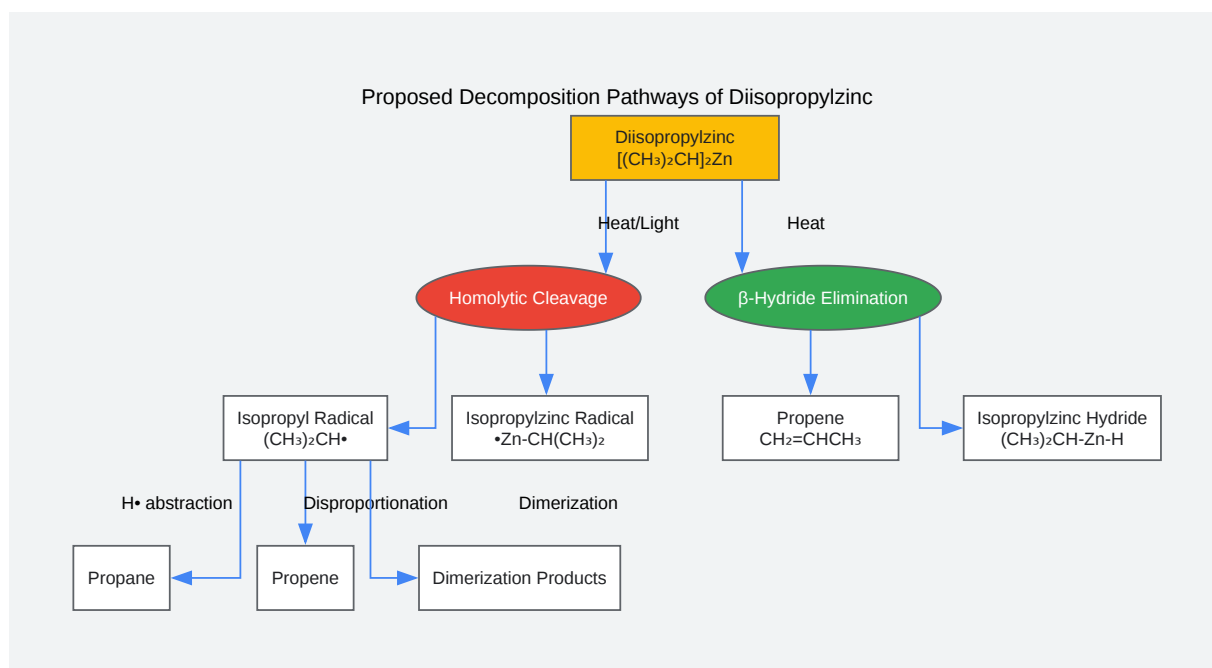 Proposed Decomposition Pathways of Diisopropylzinc
Diisopropylzinc
[(CH₃)₂CH]₂Zn
Heat/Light
Heat
Homolytic Cleavage
β-Hydride Elimination
Isopropyl Radical
(CH₃)₂CH•
Isopropylzinc Radical
•Zn-CH(CH₃)₂
Propene
CH₂=CHCH₃
Isopropylzinc Hydride
(CH₃)₂CH-Zn-H
H• abstraction
Disproportionation
Dimerization
Propane
Propene
Dimerization Products